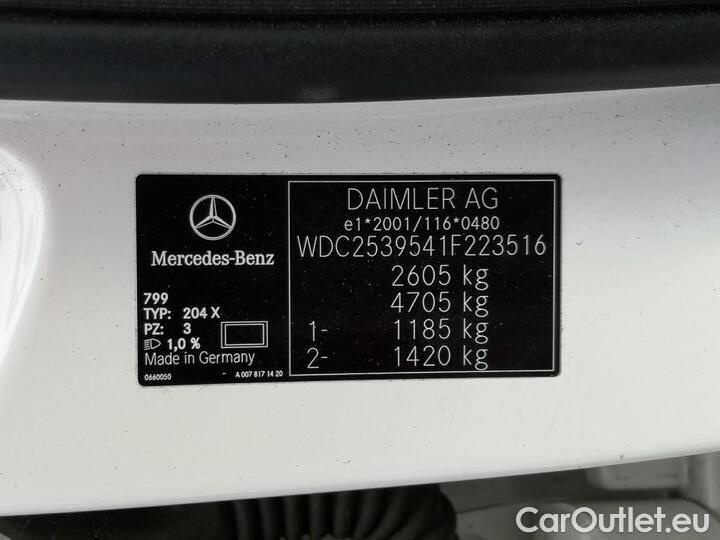 Mercedes-Benz
799
TYP: 204 X
PZ: 3
1,0 %
Made in Germany
0660050
A 007 817 14 20
DAIMLER AG
e1*2001/116*0480
WDC2539541F223516
2605 kg
4705 kg
1- 1185 kg
2- 1420 kg
CarOutlet.eu